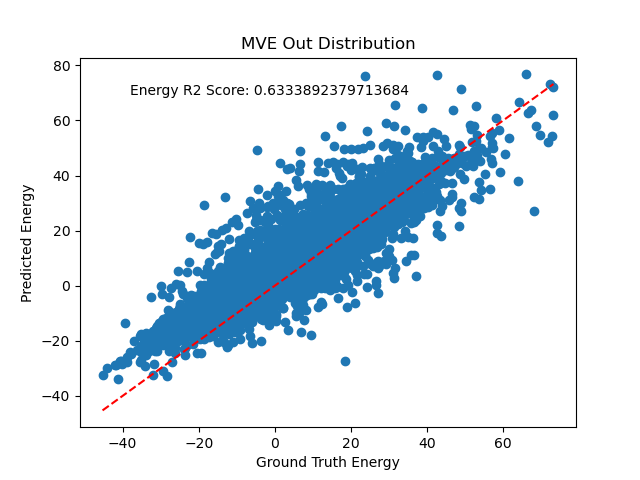 MVE Out Distribution
Energy R2 Score: 0.6333892379713684
80
60
40
20
0
−20
−40
Predicted Energy
−40 −20 0 20 40 60
Ground Truth Energy